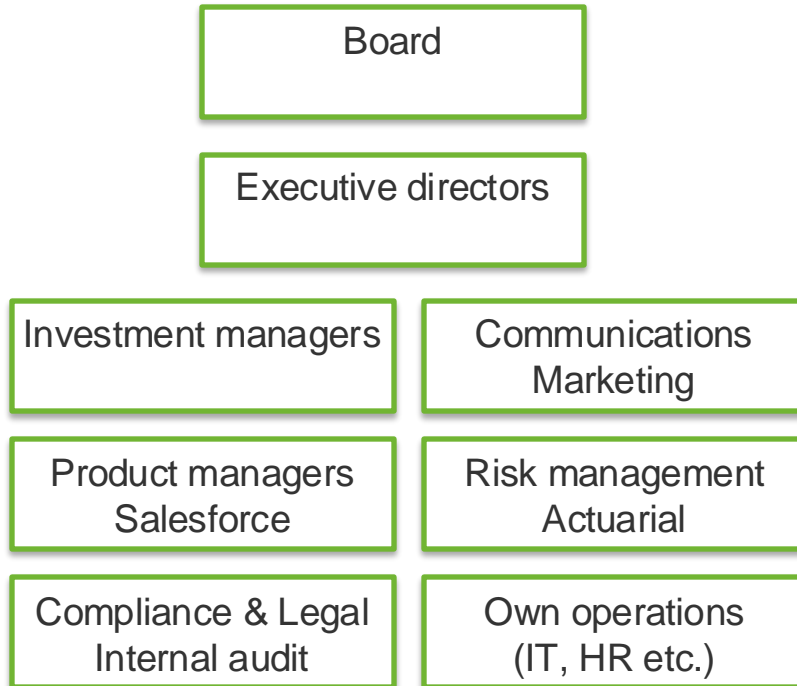 Board
Executive directors
Investment managers
Communications
Marketing
Product managers
Salesforce
Risk management
Actuarial
Compliance & Legal
Internal audit
Own operations
(IT, HR etc.)